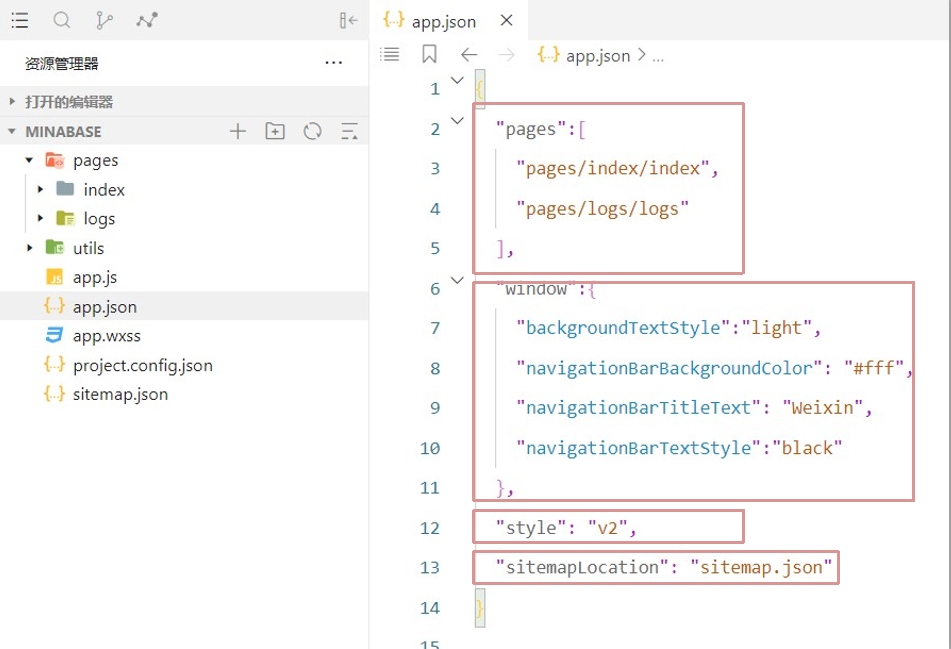 app.json
资源管理器
app.json > ...
打开的编辑器
MINABASE
pages
index
logs
utils
app.js
app.json
app.wxss
project.config.json
sitemap.json
1 {
2 "pages":[
3 "pages/index/index",
4 "pages/logs/logs"
5 ],
6 "window":{
7 "backgroundTextStyle":"light",
8 "navigationBarBackgroundColor": "#fff",
9 "navigationBarTitleText": "Weixin",
10 "navigationBarTextStyle":"black"
11 },
12 "style": "v2",
13 "sitemapLocation": "sitemap.json"
14 }
15